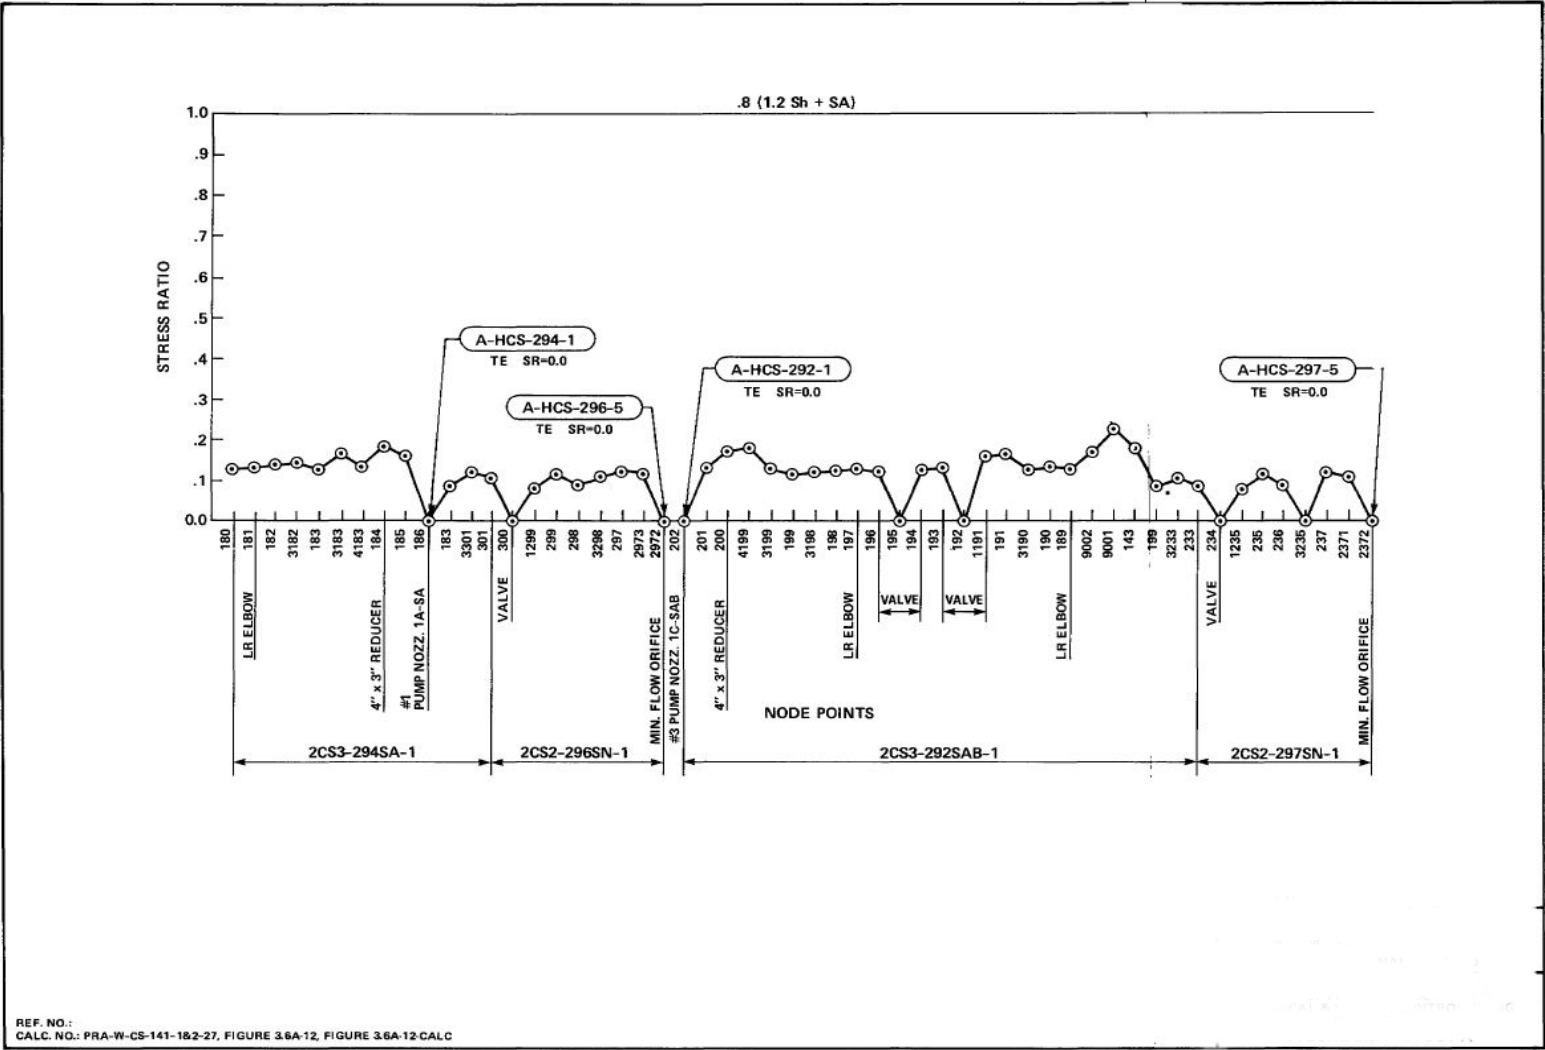 .8 (1.2 Sh + SA)
1.0
.9
.8
.7
.6
.5
.4
.3
.2
.1
0.0
STRESS RATIO
A-HCS-294-1
TE SR=0.0
A-HCS-296-5
TE SR=0.0
A-HCS-292-1
TE SR=0.0
A-HCS-297-5
TE SR=0.0
180
181
182
3182
183
3183
4183
184
185
186
183
3301
301
300
1299
299
298
3298
297
2973
2972
202
201
200
4199
3199
199
3198
198
197
196
195
194
193
192
1191
191
3190
190
189
9002
9001
143
199
3233
233
234
1235
235
236
3235
237
2371
2372
LR ELBOW
4" x 3" REDUCER
#1
PUMP NOZZ. 1A-SA
VALVE
MIN. FLOW ORIFICE
#3 PUMP NOZZ. 1C-SAB
4" x 3" REDUCER
LR ELBOW
VALVE
VALVE
LR ELBOW
VALVE
MIN. FLOW ORIFICE
NODE POINTS
2CS3-294SA-1
2CS2-296SN-1
2CS3-292SAB-1
2CS2-297SN-1
REF. NO.:
CALC. NO.: PRA-W-CS-141-1&2-27, FIGURE 3.6A-12, FIGURE 3.6A-12-CALC